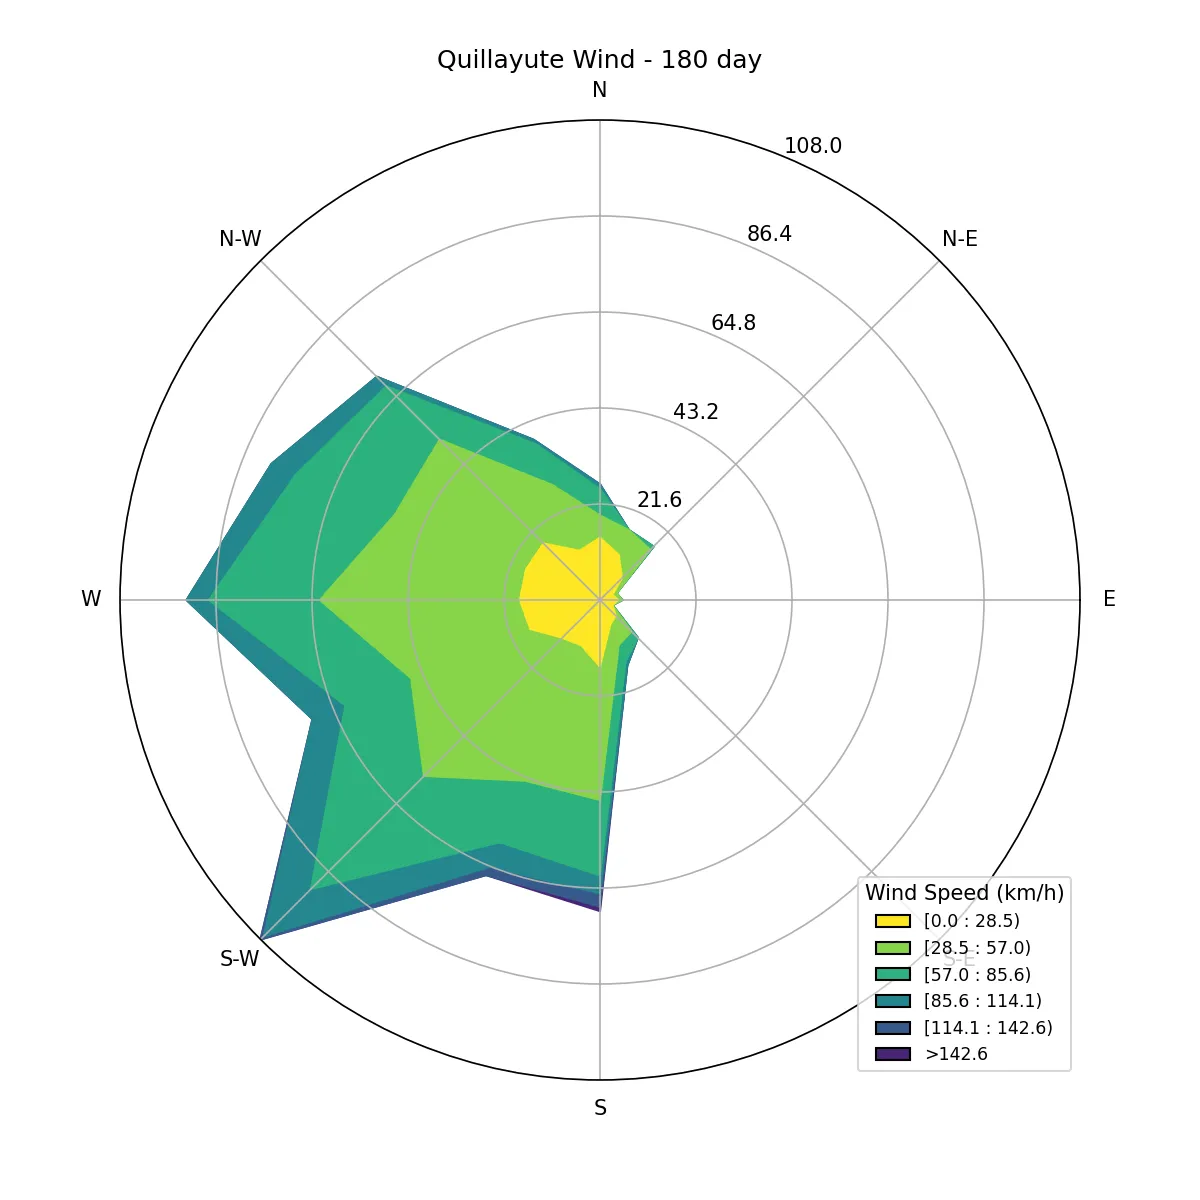 Quillayute Wind - 180 day
N
108.0
N-W
86.4
N-E
64.8
43.2
21.6
W
E
Wind Speed (km/h)
[0.0 : 28.5)
[28.5 : 57.0)
S-W
S-E
[57.0 : 85.6)
[85.6 : 114.1)
[114.1 : 142.6)
>142.6
S